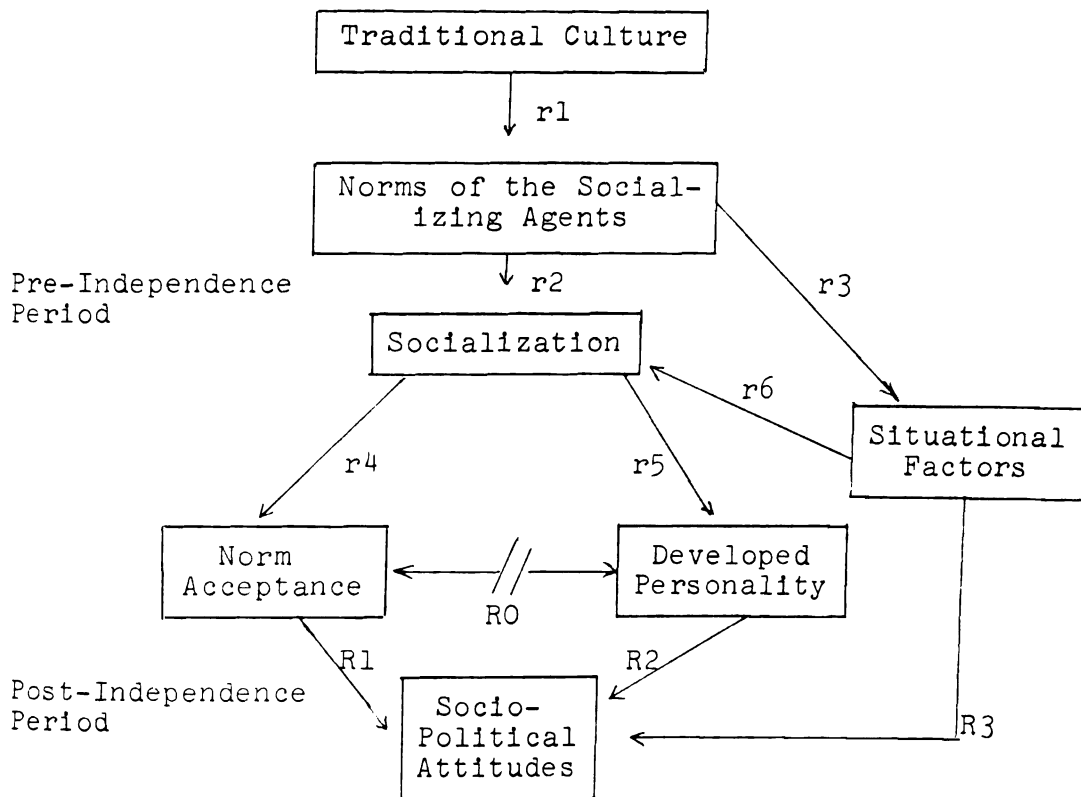 Traditional Culture
r1
Norms of the Social-
izing Agents
Pre-Independence
Period
r2
r3
Socialization
r6
Situational
Factors
r4
r5
Norm
Acceptance
Developed
Personality
RO
R1
R2
Post-Independence
Period
Socio-
Political
Attitudes
R3